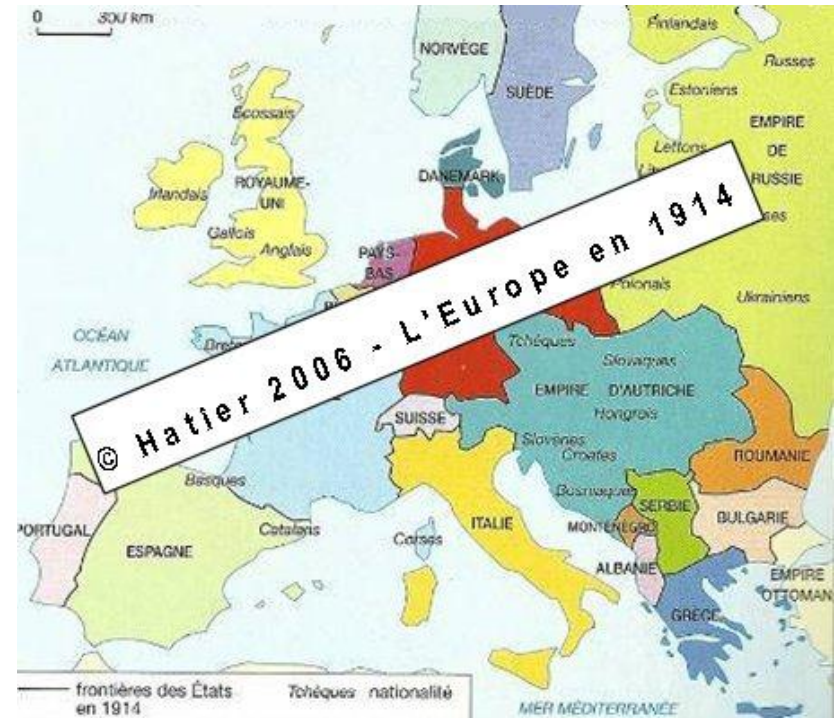 0 300 km
NORVÈGE
SUÈDE
Finlandais
Russes
Estoniens
Lettons
EMPIRE
DE
RUSSIE
Écossais
DANEMARK
Irlandais
ROYAUME-
UNI
Gallois
Anglais
PAYS-
BAS
© Hatier 2006 - L'Europe en 1914
Polonais
Ukrainiens
OCÉAN
ATLANTIQUE
Tchèques
Slovaques
EMPIRE D'AUTRICHE
Hongrois
SUISSE
Slovènes
Croates
ROUMANIE
Basques
Bosniaques
SERBIE
PORTUGAL
ESPAGNE
Catalans
Corses
ITALIE
MONTÉNÉGRO
BULGARIE
ALBANIE
EMPIRE
OTTOMAN
GRÈCE
frontières des États
en 1914
Tchèques nationalité
MER MÉDITERRANÉE